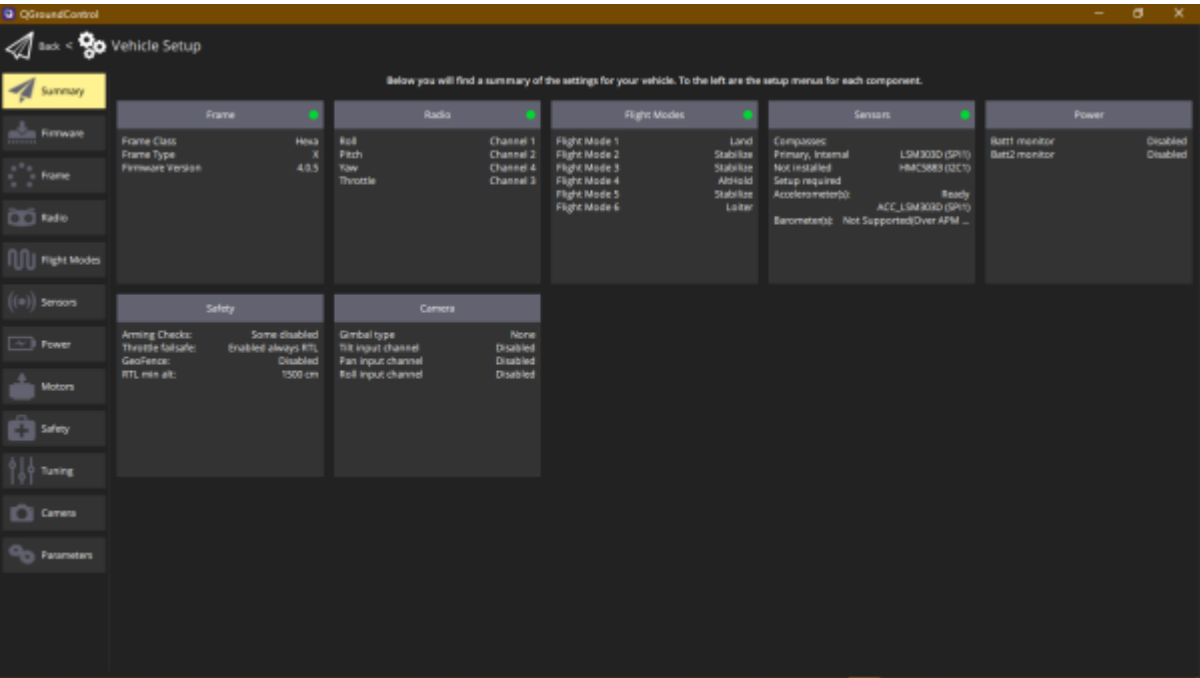 QGroundControl
Back < Vehicle Setup
Below you will find a summary of the settings for your vehicle. To the left are the setup menus for each component.
Summary
Firmware
Frame
Radio
Flight Modes
Sensors
Power
Motors
Safety
Tuning
Camera
Parameters
Frame
Frame Class Hexa
Frame Type X
Firmware Version 4.0.5
Radio
Roll Channel 1
Pitch Channel 2
Yaw Channel 4
Throttle Channel 3
Flight Modes
Flight Mode 1 Land
Flight Mode 2 Stabilize
Flight Mode 3 Stabilize
Flight Mode 4 AltHold
Flight Mode 5 Stabilize
Flight Mode 6 Loiter
Sensors
Compasses:
Primary, Internal LSM303D (SPI1)
Not installed HMC5883 (I2C1)
Setup required
Accelerometer(s): Ready
ACC_LSM303D (SPI1)
Barometer(s): Not Supported(Over APM ...
Power
Batt1 monitor Disabled
Batt2 monitor Disabled
Safety
Arming Checks: Some disabled
Throttle failsafe: Enabled always RTL
GeoFence: Disabled
RTL min alt: 1500 cm
Camera
Gimbal type None
Tilt input channel Disabled
Pan input channel Disabled
Roll input channel Disabled